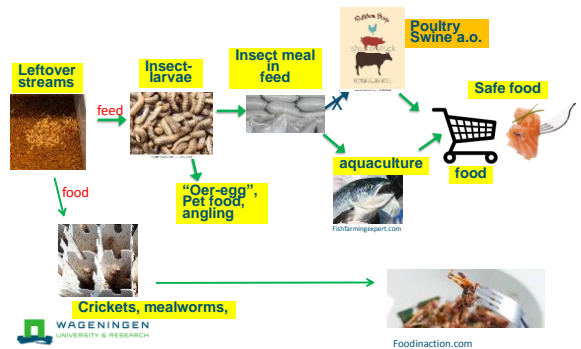 Poultry
Swine a.o.
Insect meal
in
feed
Insect-
larvae
Leftover
streams
Safe food
feed
X
aquaculture
food
food
"Oer-egg",
Pet food,
angling
Fishfarmingexpert.com
Crickets, mealworms,
WAGENINGEN
UNIVERSITY & RESEARCH
Foodinaction.com